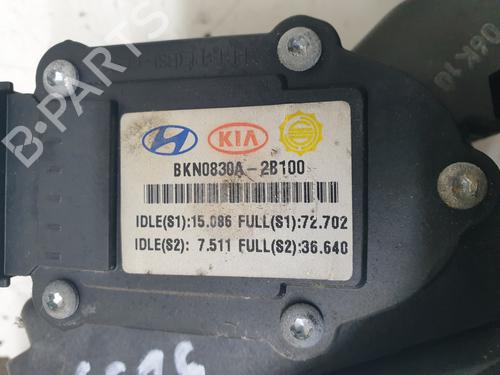 KIA
BKN0830A-2B100
IDLE(S1):15.086 FULL(S1):72.702
IDLE(S2): 7.511 FULL(S2):36.640
B-PARTS
06K10